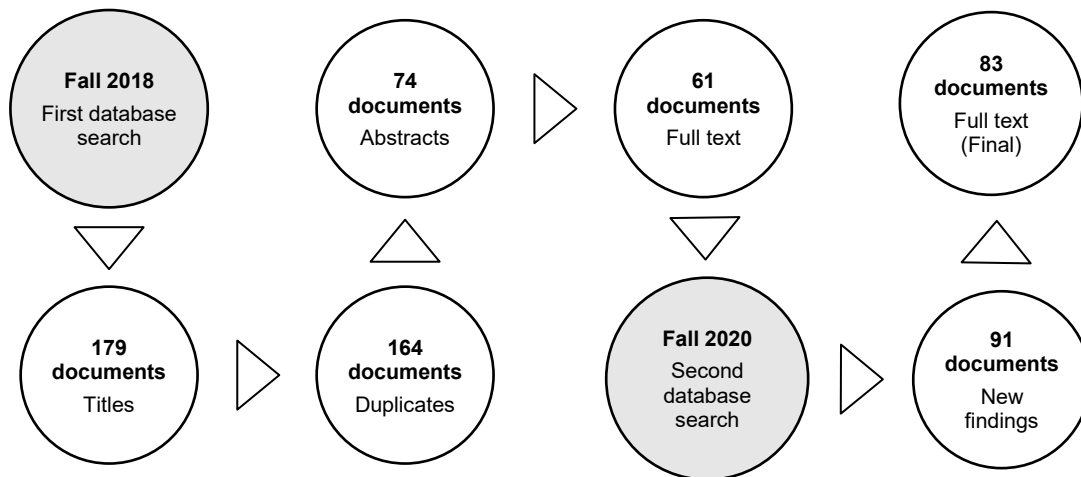 Fall 2018
First database
search
179
documents
Titles
164
documents
Duplicates
74
documents
Abstracts
61
documents
Full text
Fall 2020
Second
database
search
91
documents
New
findings
83
documents
Full text
(Final)